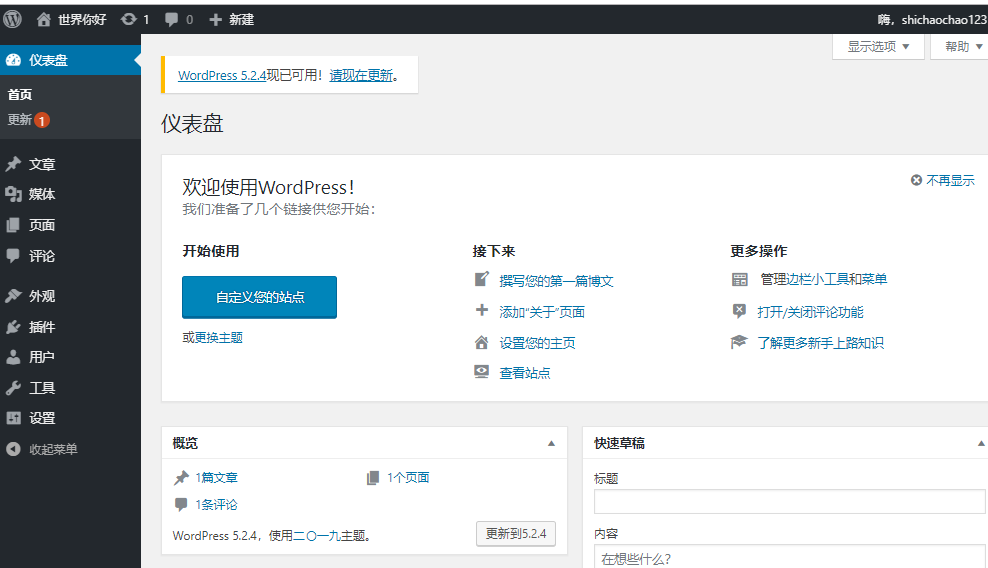 世界你好 1 0 新建 嗨，shichaochao123
显示选项 帮助
仪表盘
首页
更新 1
文章
媒体
页面
评论
外观
插件
用户
工具
设置
收起菜单
WordPress 5.2.4现已可用！请现在更新。
仪表盘
欢迎使用WordPress！
不再显示
我们准备了几个链接供您开始：
开始使用
自定义您的站点
或更换主题
接下来
撰写您的第一篇博文
添加“关于”页面
设置您的主页
查看站点
更多操作
管理边栏小工具和菜单
打开/关闭评论功能
了解更多新手上路知识
概览
1篇文章 1个页面
1条评论
WordPress 5.2.4，使用二〇一九主题。 更新到5.2.4
快速草稿
标题
内容
在想些什么？